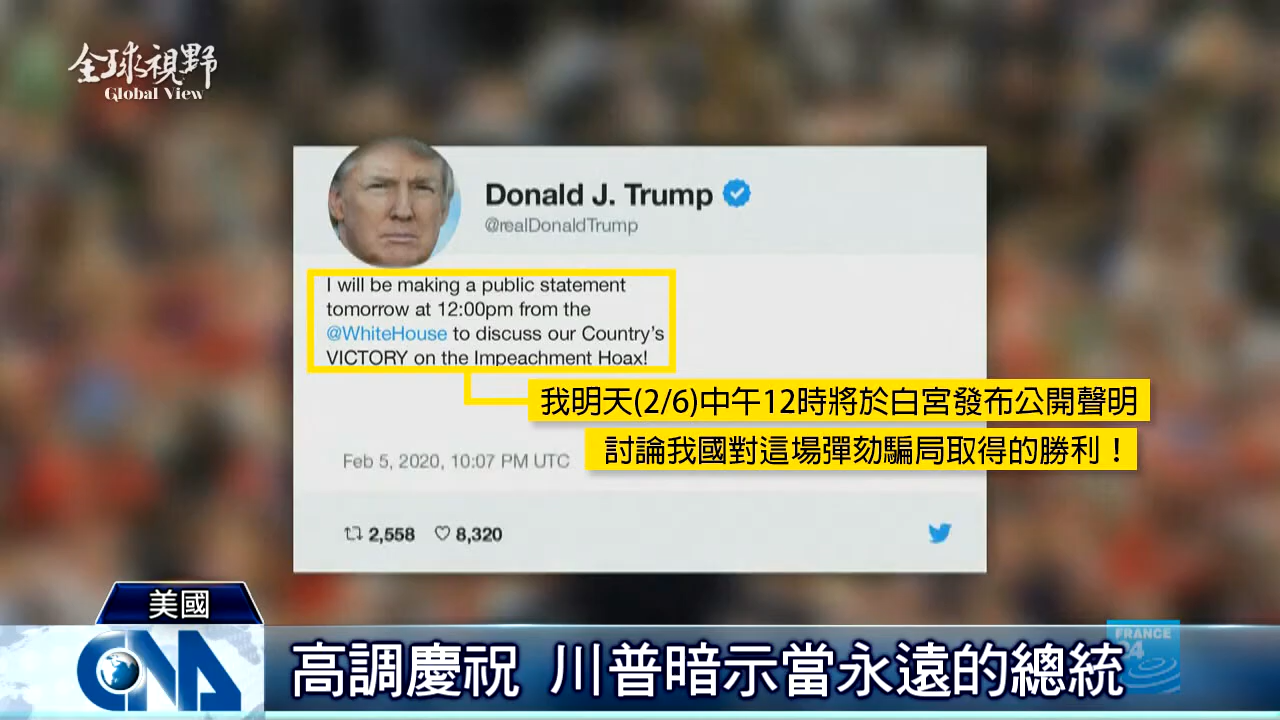 全球視野
Global View
Donald J. Trump
@realDonaldTrump
I will be making a public statement
tomorrow at 12:00pm from the
@WhiteHouse to discuss our Country's
VICTORY on the Impeachment Hoax!
我明天(2/6)中午12時將於白宮發布公開聲明
討論我國對這場彈劾騙局取得的勝利！
Feb 5, 2020, 10:07 PM UTC
2,558 8,320
美國
CNA
高調慶祝 川普暗示當永遠的總統
FRANCE
24